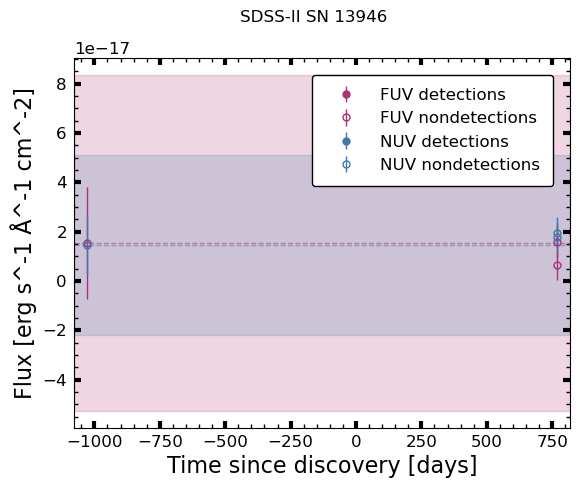 SDSS-II SN 13946
1e−17
Flux [erg s^-1 Å^-1 cm^-2]
8
6
4
2
0
−2
−4
FUV detections
FUV nondetections
NUV detections
NUV nondetections
−1000 −750 −500 −250 0 250 500 750
Time since discovery [days]